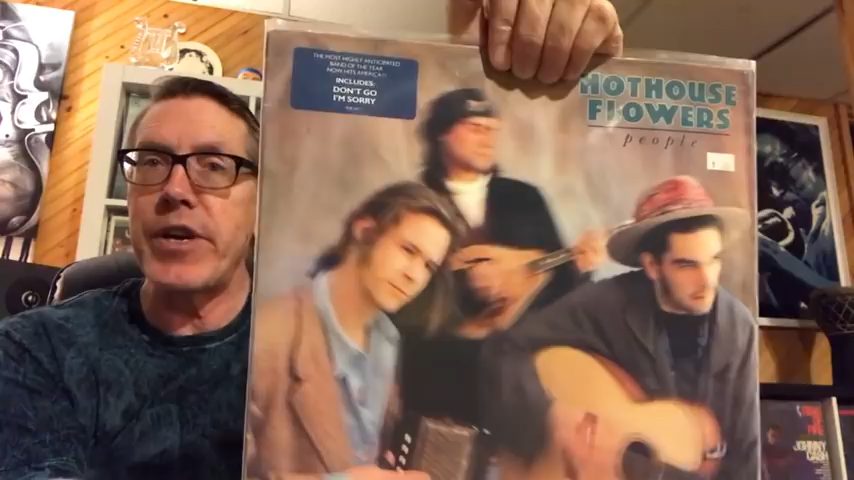 THE MOST HIGHLY ANTICIPATED
BAND OF THE YEAR
NOW HITS AMERICA!!!
INCLUDES:
DON'T GO
I'M SORRY
HOTHOUSE
FLOWERS
people
JOHNNY
CASH